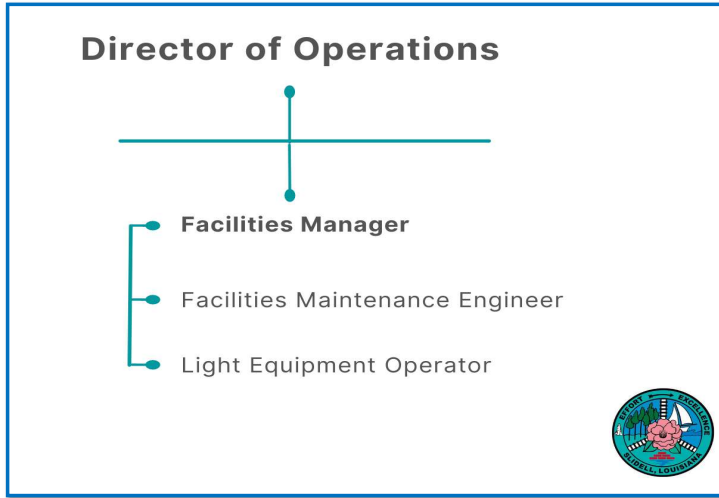 Director of Operations
Facilities Manager
Facilities Maintenance Engineer
Light Equipment Operator
EFFORT EXCELLENCE
SLIDELL, LOUISIANA